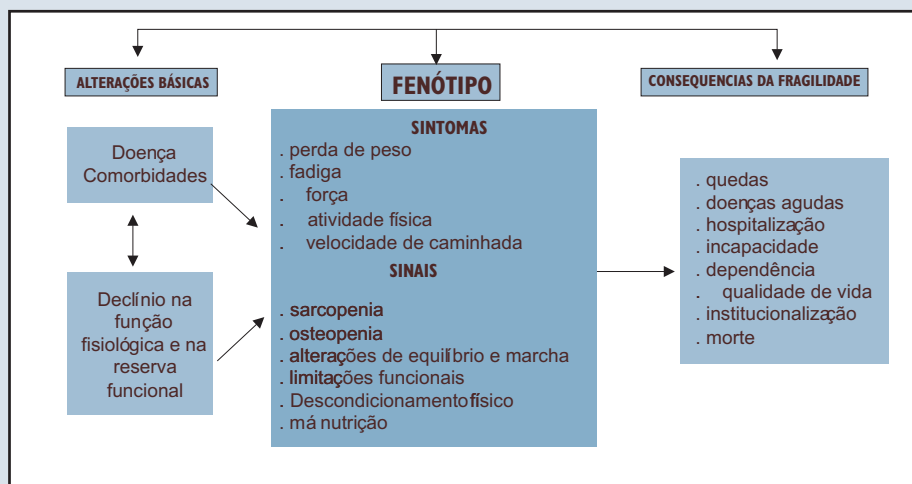 ALTERAÇÕES BÁSICAS
FENÓTIPO
CONSEQUENCIAS DA FRAGILIDADE
Doença
Comorbidades
Declínio na
função
fisiológica e na
reserva
funcional
SINTOMAS
. perda de peso
. fadiga
. força
. atividade física
. velocidade de caminhada
SINAIS
. sarcopenia
. osteopenia
. alterações de equilíbrio e marcha
. limitações funcionais
. Descondicionamento físico
. má nutrição
. quedas
. doenças agudas
. hospitalização
. incapacidade
. dependência
. qualidade de vida
. institucionalização
. morte